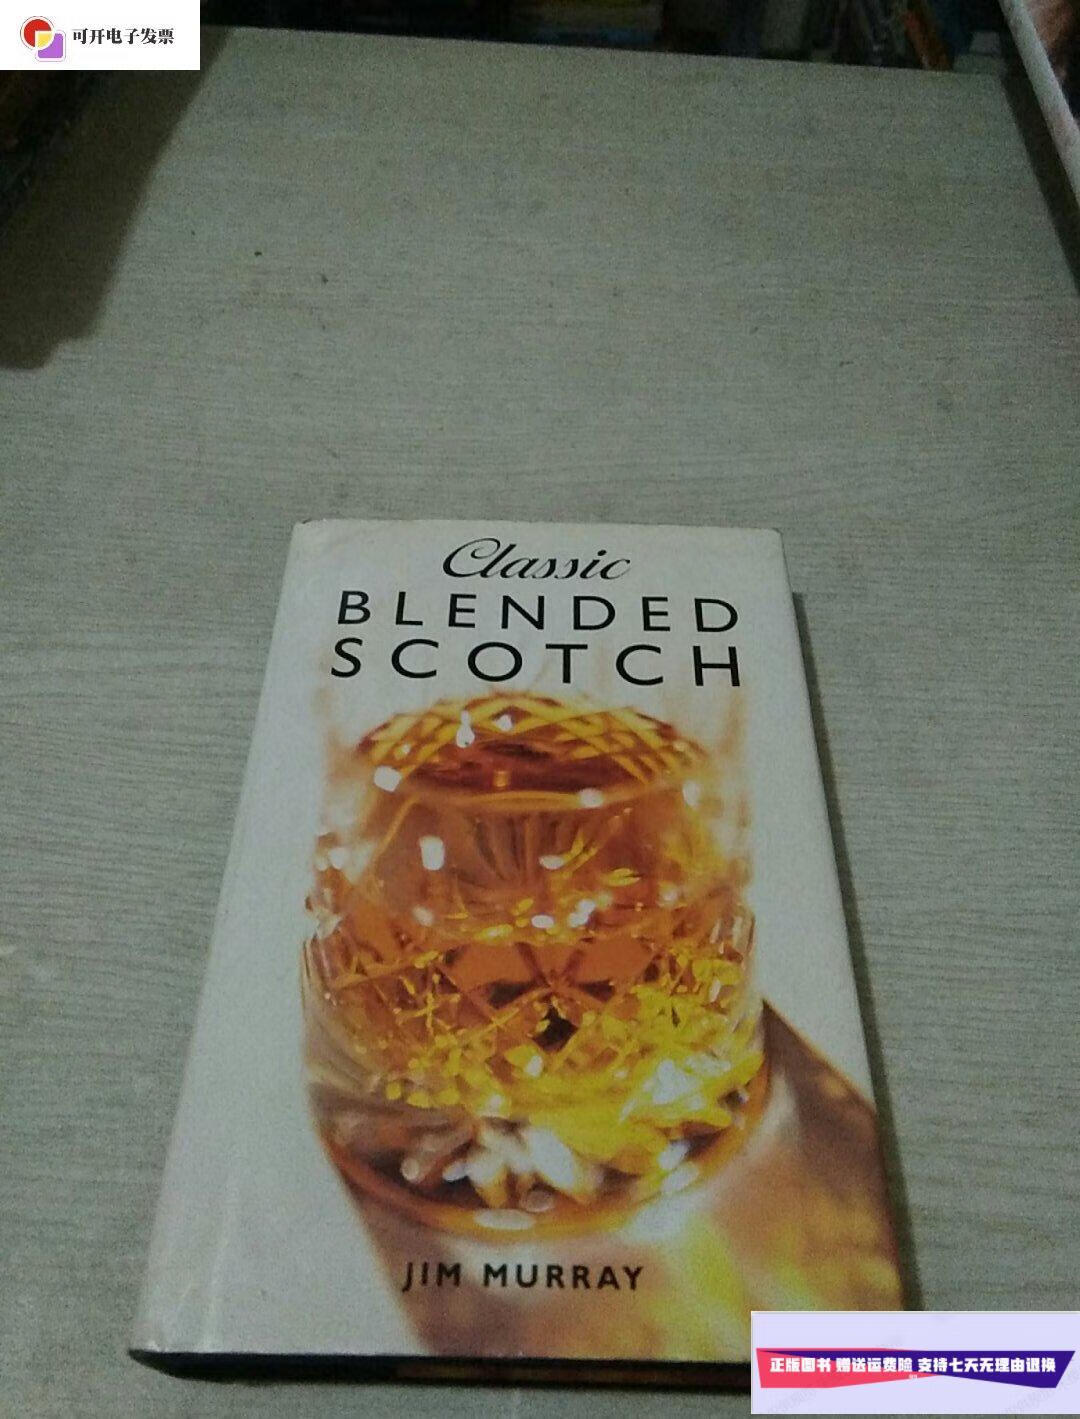 可开电子发票
Classic
BLENDED
SCOTCH
JIM MURRAY
正版图书 赠送运费险 支持七天无理由退换